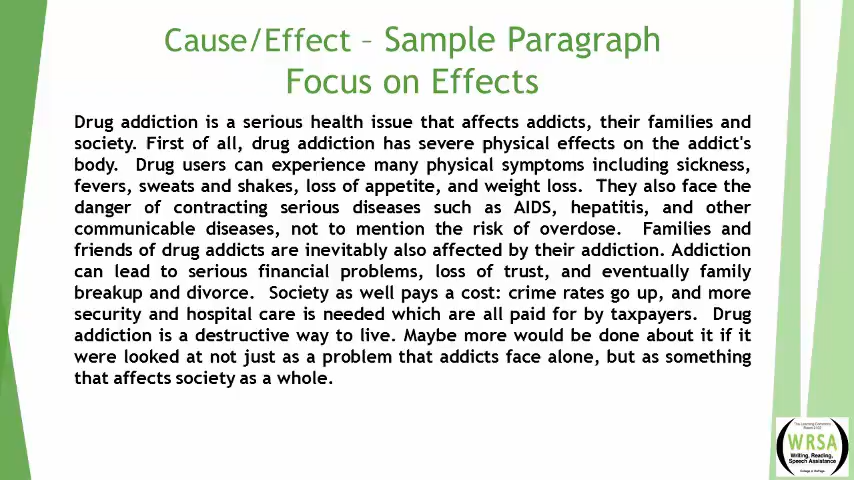 Cause/Effect – Sample Paragraph
Focus on Effects
Drug addiction is a serious health issue that affects addicts, their families and
society. First of all, drug addiction has severe physical effects on the addict's
body. Drug users can experience many physical symptoms including sickness,
fevers, sweats and shakes, loss of appetite, and weight loss. They also face the
danger of contracting serious diseases such as AIDS, hepatitis, and other
communicable diseases, not to mention the risk of overdose. Families and
friends of drug addicts are inevitably also affected by their addiction. Addiction
can lead to serious financial problems, loss of trust, and eventually family
breakup and divorce. Society as well pays a cost: crime rates go up, and more
security and hospital care is needed which are all paid for by taxpayers. Drug
addiction is a destructive way to live. Maybe more would be done about it if it
were looked at not just as a problem that addicts face alone, but as something
that affects society as a whole.
The Learning Commons
WRSA
Writing, Reading,
Speech Assistance
College of DuPage